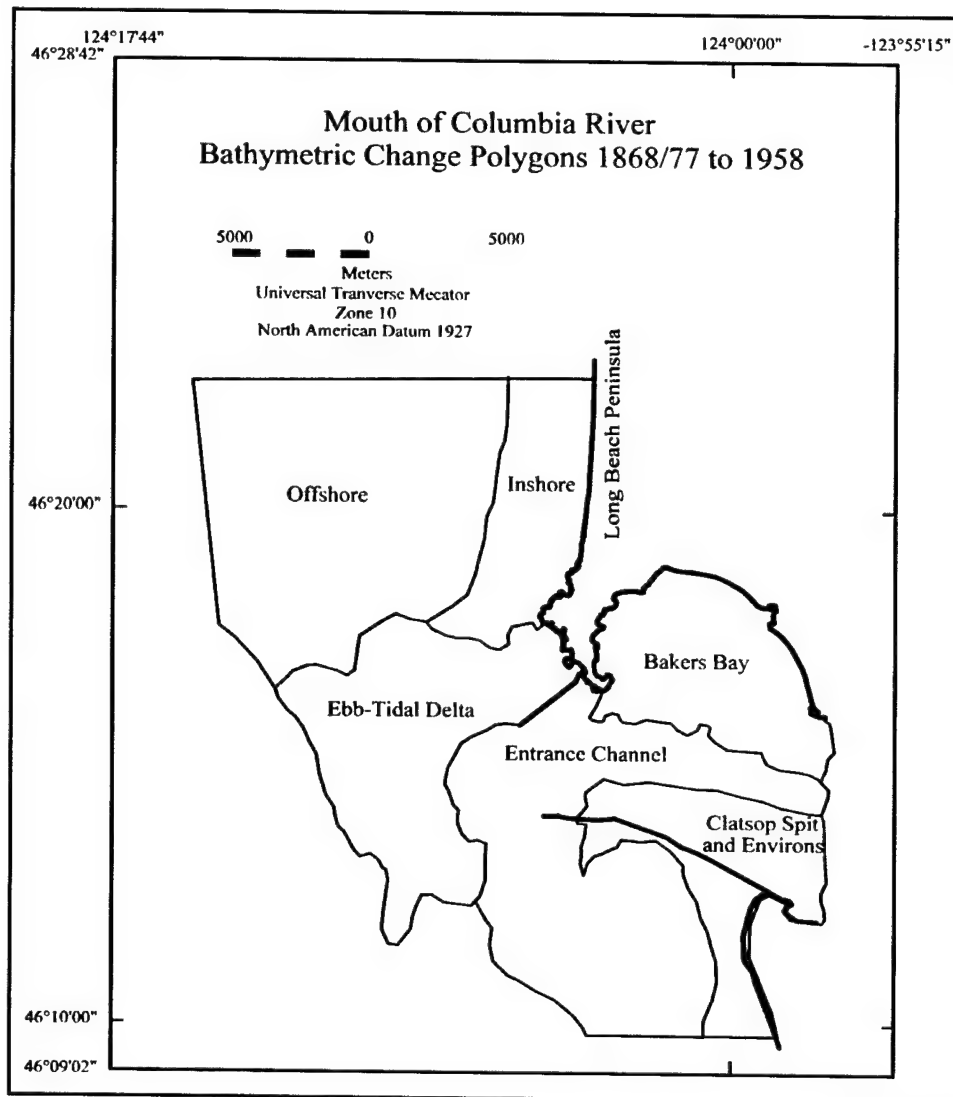 124°17'44" 124°00'00" -123°55'15"
46°28'42"
Mouth of Columbia River
Bathymetric Change Polygons 1868/77 to 1958
5000 0 5000
Meters
Universal Tranverse Mecator
Zone 10
North American Datum 1927
Long Beach Peninsula
Offshore
Inshore
46°20'00"
Bakers Bay
Ebb-Tidal Delta
Entrance Channel
Clatsop Spit
and Environs
46°10'00"
46°09'02"